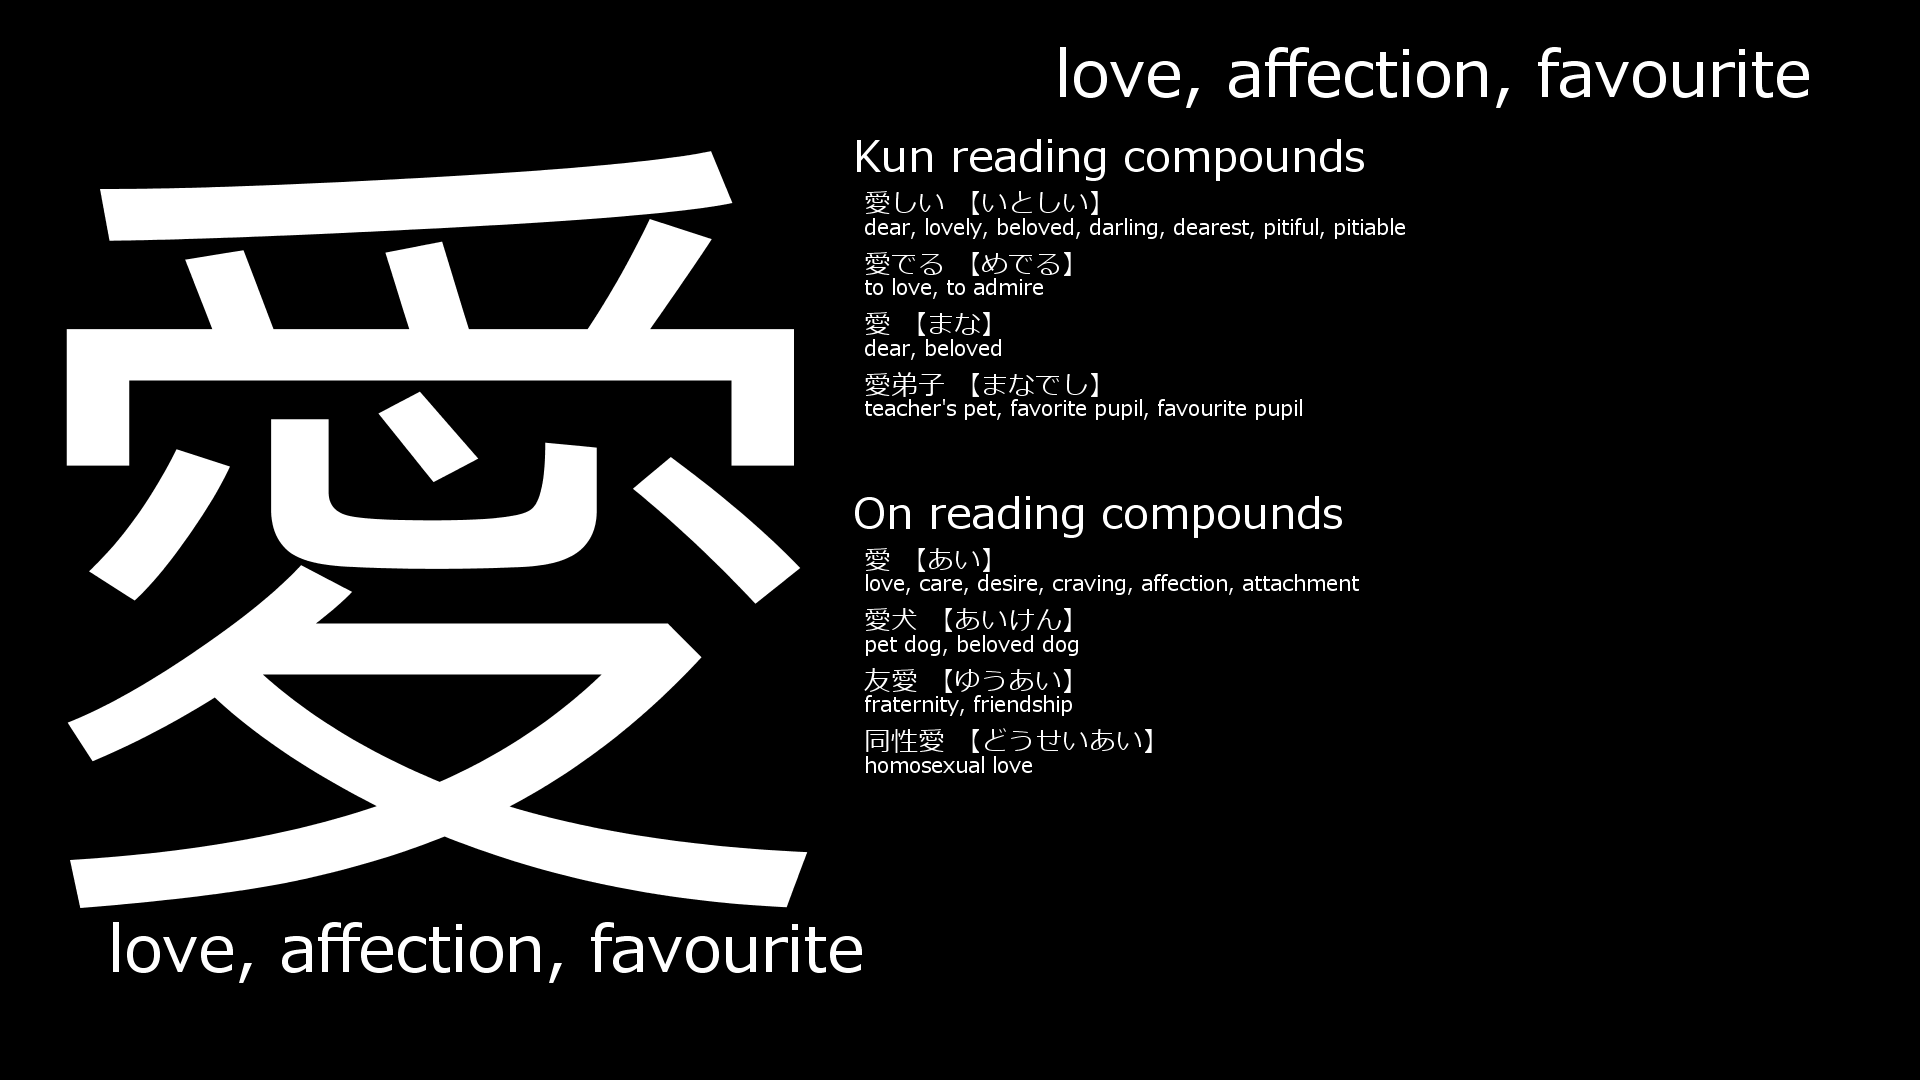 love, affection, favourite
愛
love, affection, favourite
Kun reading compounds
愛しい 【いとしい】
dear, lovely, beloved, darling, dearest, pitiful, pitiable
愛でる 【めでる】
to love, to admire
愛 【まな】
dear, beloved
愛弟子 【まなでし】
teacher's pet, favorite pupil, favourite pupil
On reading compounds
愛 【あい】
love, care, desire, craving, affection, attachment
愛犬 【あいけん】
pet dog, beloved dog
友愛 【ゆうあい】
fraternity, friendship
同性愛 【どうせいあい】
homosexual love